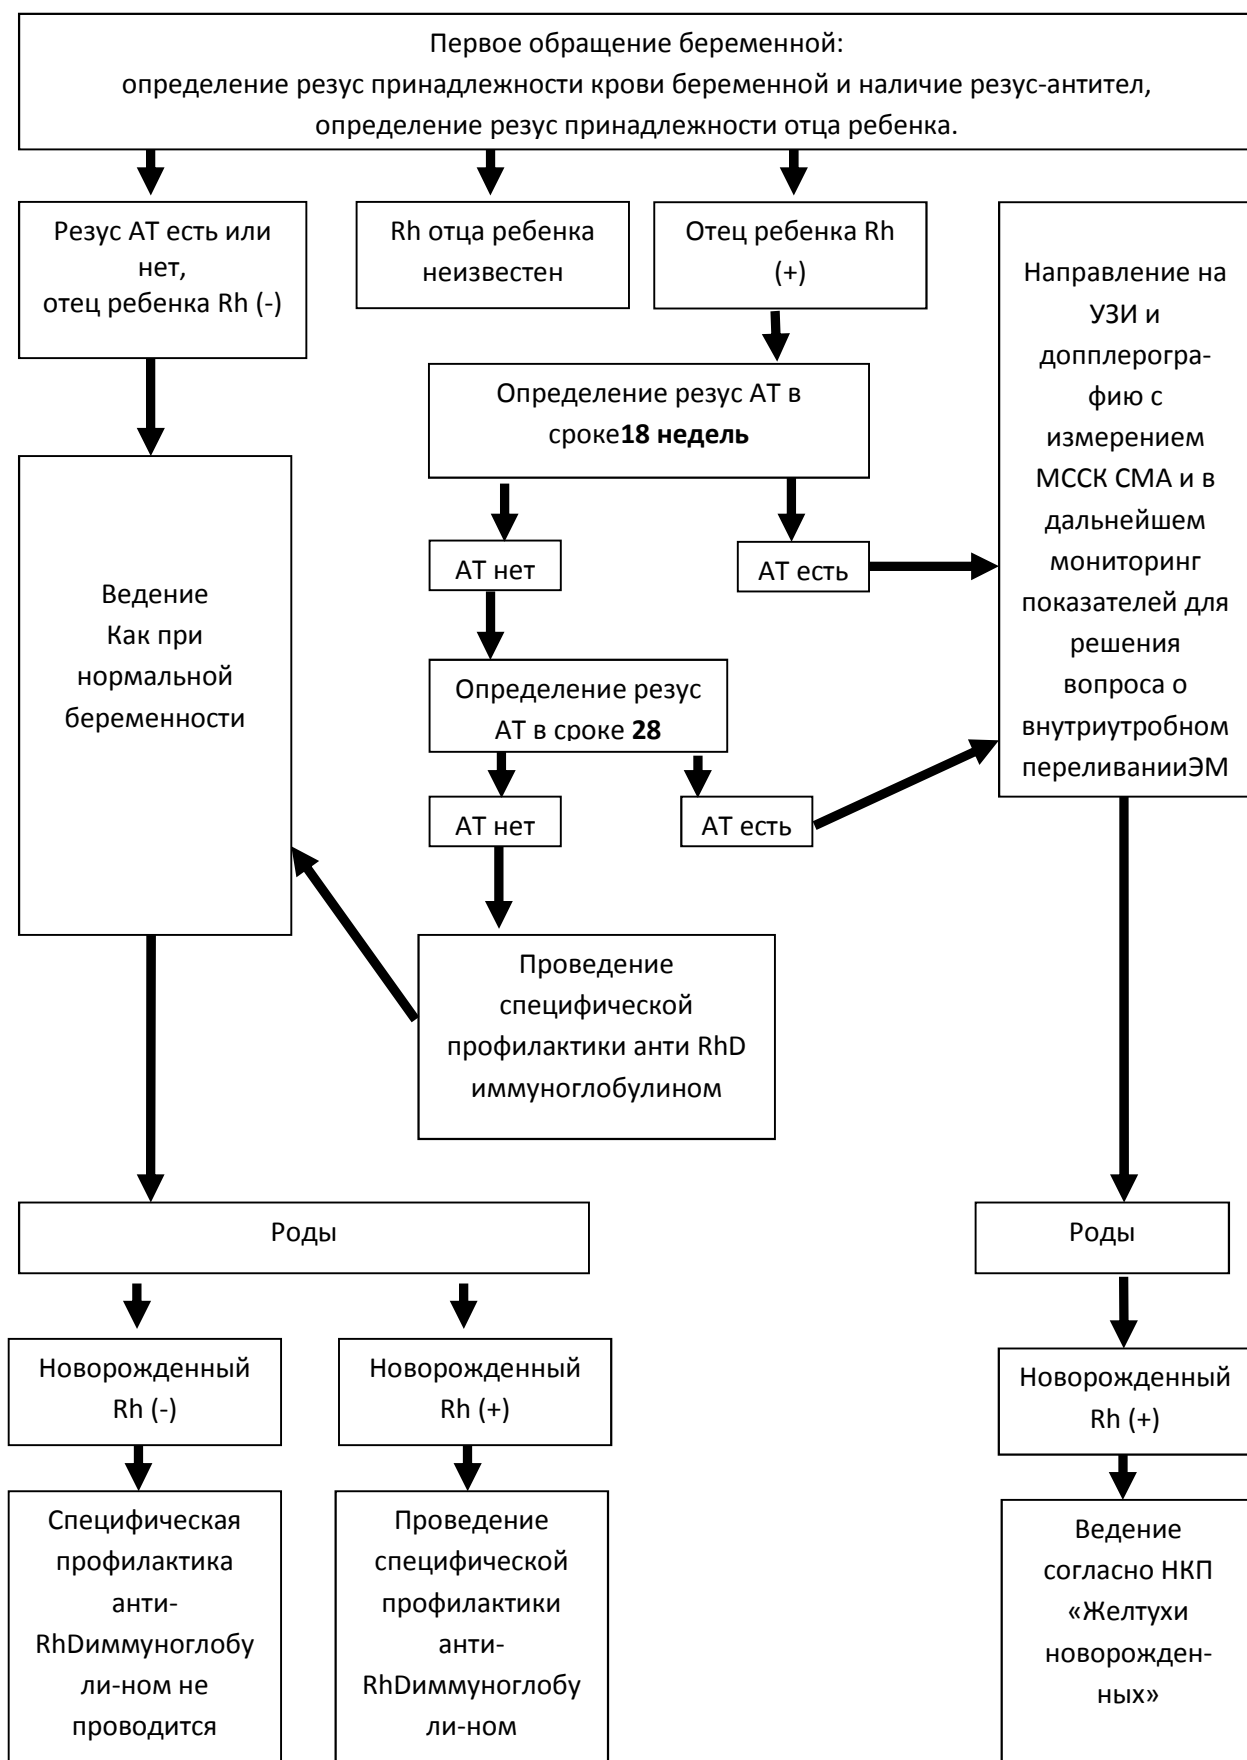 Первое обращение беременной:
определение резус принадлежности крови беременной и наличие резус-антител,
определение резус принадлежности отца ребенка.
Резус АТ есть или
нет,
отец ребенка Rh (-)
Rh отца ребенка
неизвестен
Отец ребенка Rh
(+)
Направление на
УЗИ и
допплерогра-
фию с
измерением
МССК СМА и в
дальнейшем
мониторинг
показателей для
решения
вопроса о
внутриутробном
переливанииЭМ
Определение резус АТ в
сроке18 недель
АТ нет
АТ есть
Ведение
Как при
нормальной
беременности
Определение резус
АТ в сроке 28
АТ нет
АТ есть
Проведение
специфической
профилактики анти RhD
иммуноглобулином
Роды
Роды
Новорожденный
Rh (-)
Новорожденный
Rh (+)
Новорожденный
Rh (+)
Специфическая
профилактика
анти-
RhDиммуноглобу
ли-ном не
проводится
Проведение
специфической
профилактики
анти-
RhDиммуноглобу
ли-ном
Ведение
согласно НКП
«Желтухи
новорожден-
ных»